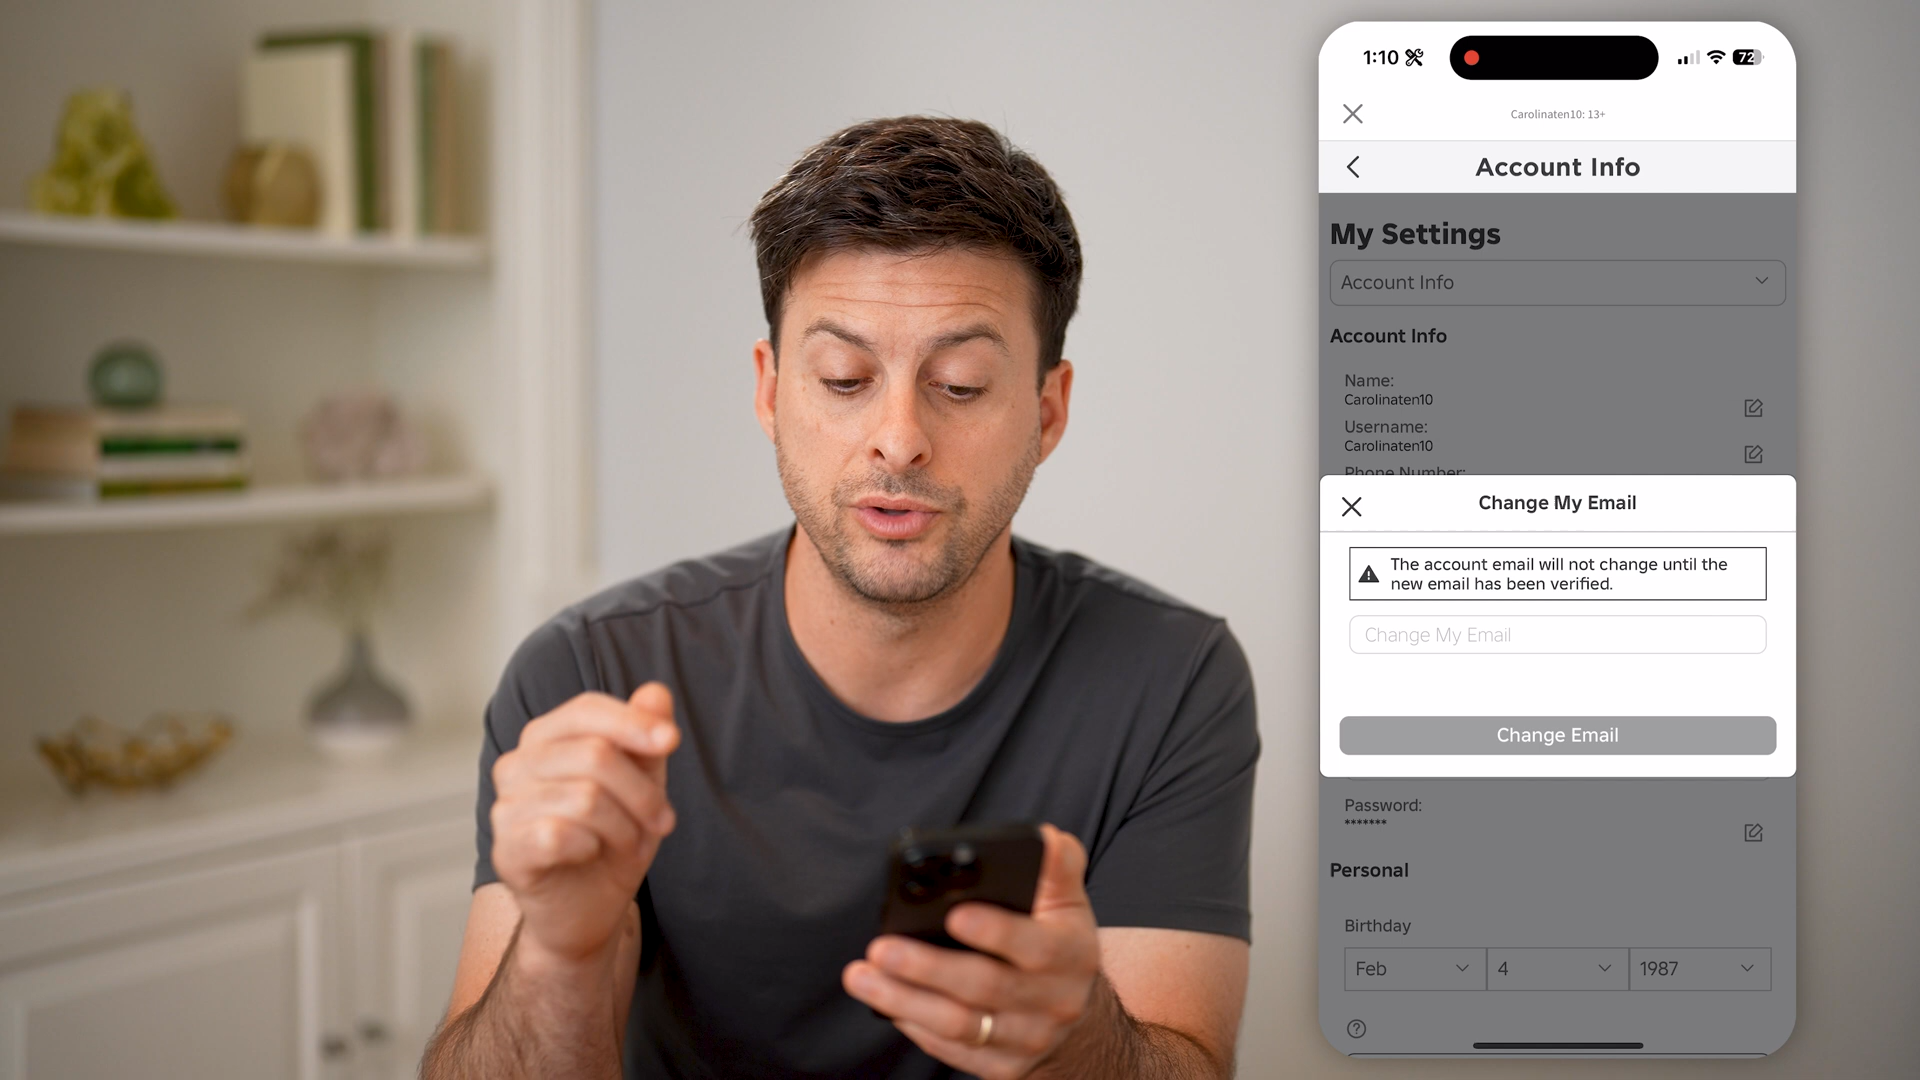 1:10
72
Carolinaten10: 13+
Account Info
My Settings
Account Info
Account Info
Name:
Carolinaten10
Username:
Carolinaten10
Phone Number:
Change My Email
The account email will not change until the
new email has been verified.
Change My Email
Change Email
Password:
*******
Personal
Birthday
Feb 4 1987